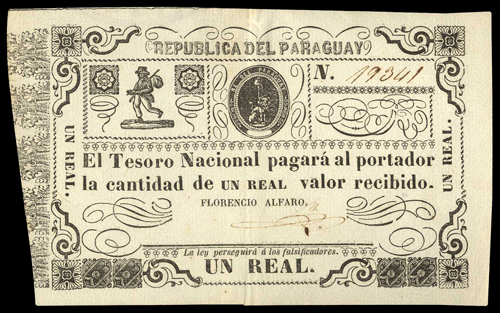 REPUBLICA DEL PARAGUAY
N. 19341
UN REAL.
El Tesoro Nacional pagará al portador
la cantidad de UN REAL valor recibido.
FLORENCIO ALFARO.
UN REAL.
La ley perseguirá á los falsificadores.
UN REAL.